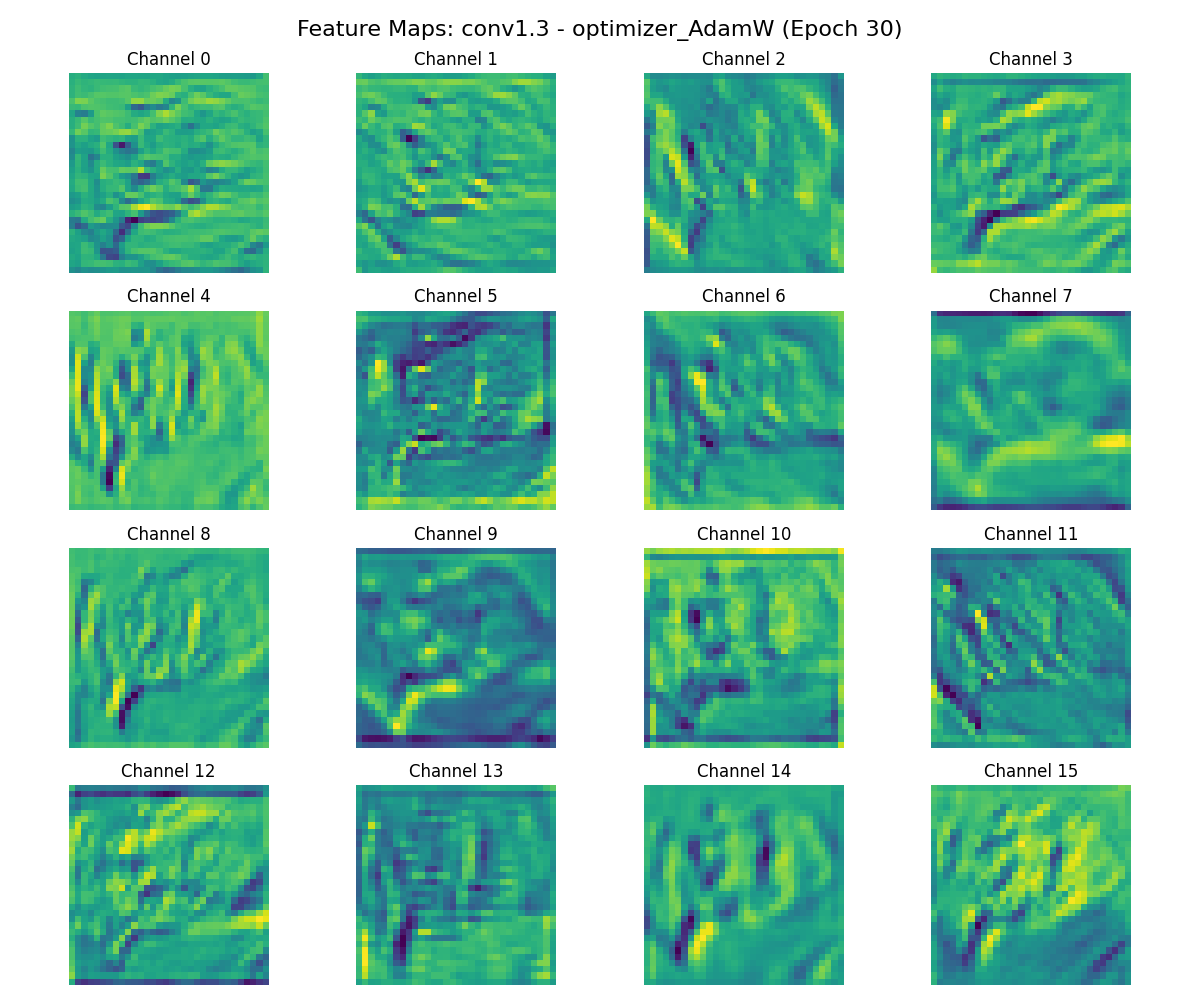 Feature Maps: conv1.3 - optimizer_AdamW (Epoch 30)
Channel 0
Channel 1
Channel 2
Channel 3
Channel 4
Channel 5
Channel 6
Channel 7
Channel 8
Channel 9
Channel 10
Channel 11
Channel 12
Channel 13
Channel 14
Channel 15